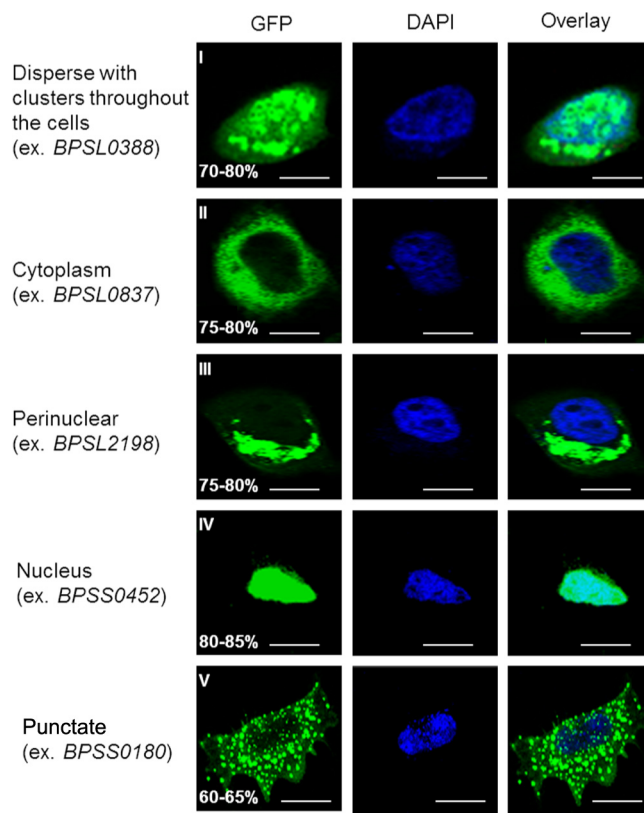 GFP DAPI Overlay
I
Disperse with
clusters throughout
the cells
(ex. BPSL0388)
70-80%
II
Cytoplasm
(ex. BPSL0837)
75-80%
III
Perinuclear
(ex. BPSL2198)
75-80%
IV
Nucleus
(ex. BPSS0452)
80-85%
V
Punctate
(ex. BPSS0180)
60-65%